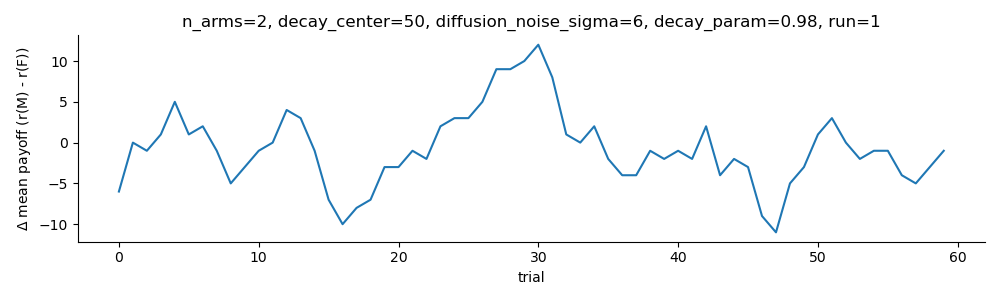 n_arms=2, decay_center=50, diffusion_noise_sigma=6, decay_param=0.98, run=1
Δ mean payoff (r(M) - r(F))
10
5
0
−5
−10
0 10 20 30 40 50 60
trial